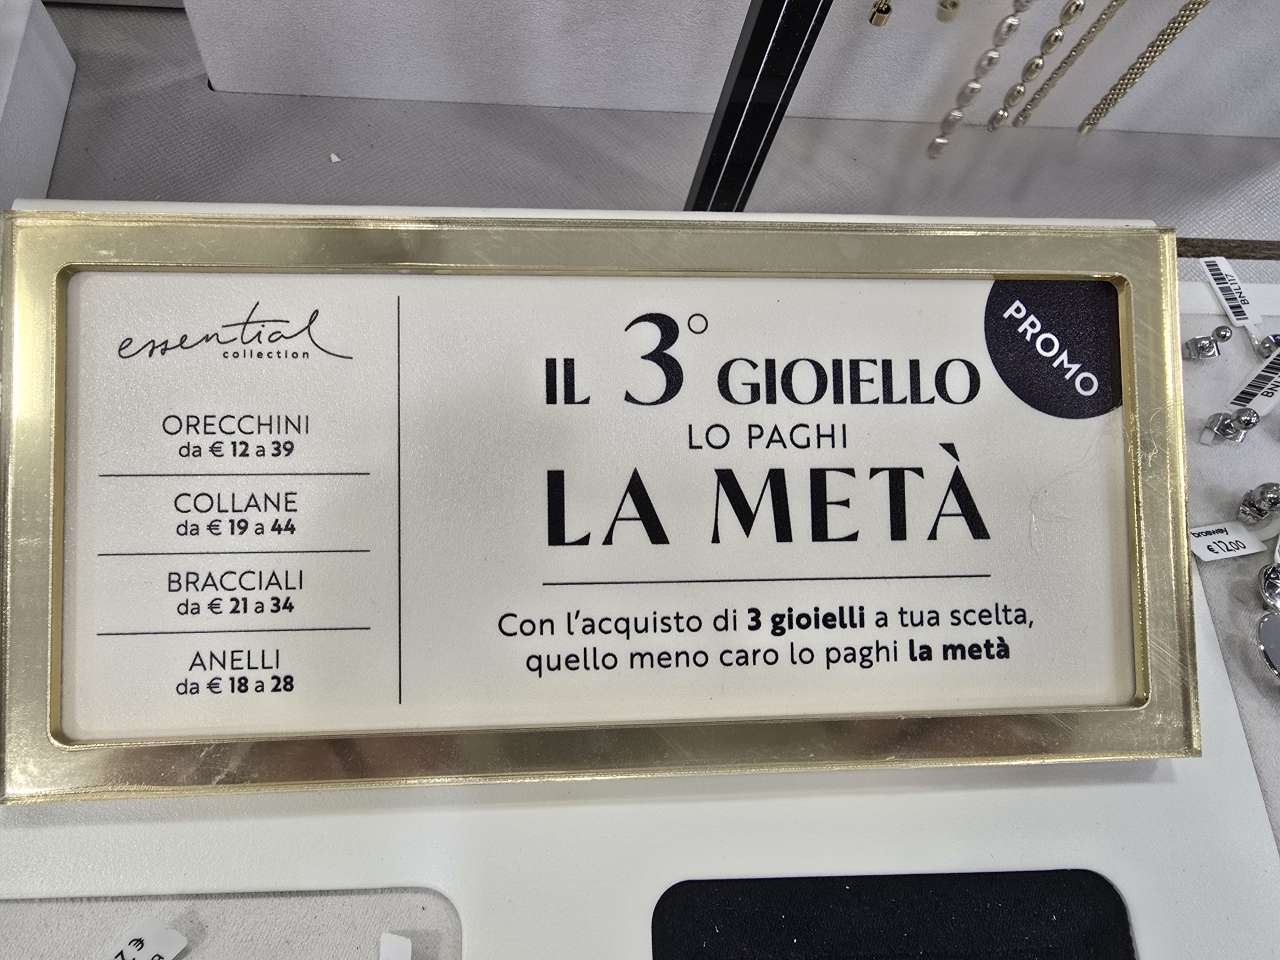 essential
collection
ORECCHINI
da € 12 a 39
COLLANE
da € 19 a 44
BRACCIALI
da € 21 a 34
ANELLI
da € 18 a 28
IL 3° GIOIELLO
LO PAGHI
LA METÀ
Con l'acquisto di 3 gioielli a tua scelta,
quello meno caro lo paghi la metà
PROMO
BNL117
€ 12,00